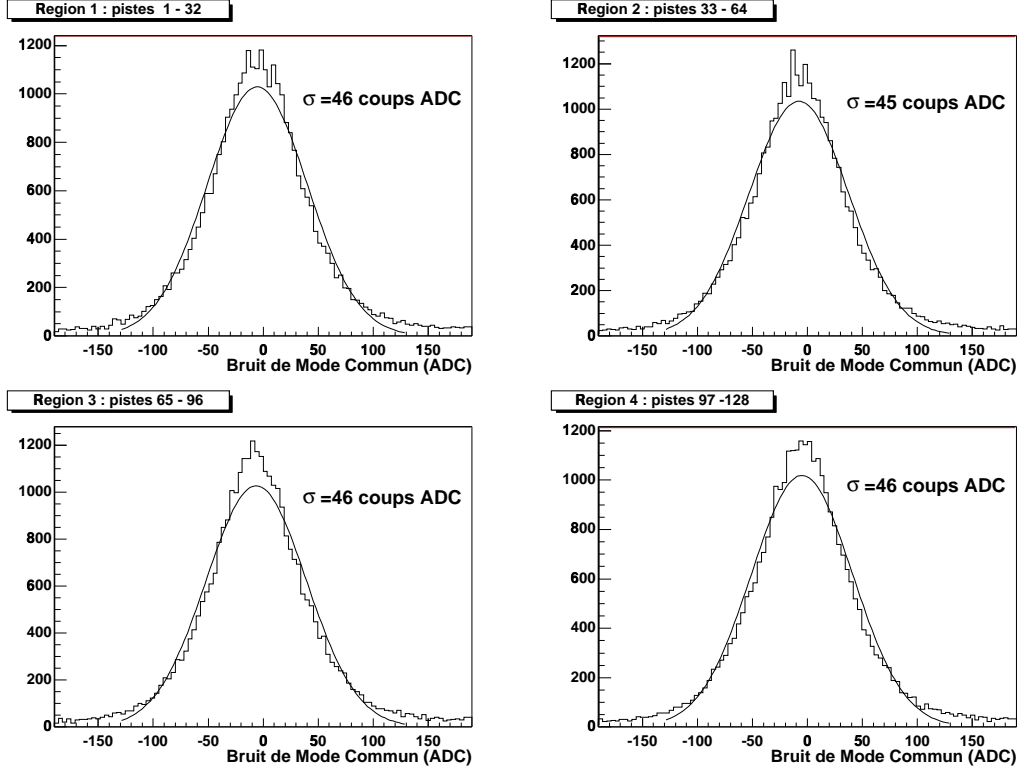 Region 1 : pistes 1 - 32
1200
1000
800
600
400
200
0
σ =46 coups ADC
-150 -100 -50 0 50 100 150
Bruit de Mode Commun (ADC)
Region 2 : pistes 33 - 64
1200
1000
800
600
400
200
0
σ =45 coups ADC
-150 -100 -50 0 50 100 150
Bruit de Mode Commun (ADC)
Region 3 : pistes 65 - 96
1200
1000
800
600
400
200
0
σ =46 coups ADC
-150 -100 -50 0 50 100 150
Bruit de Mode Commun (ADC)
Region 4 : pistes 97 -128
1200
1000
800
600
400
200
0
σ =46 coups ADC
-150 -100 -50 0 50 100 150
Bruit de Mode Commun (ADC)